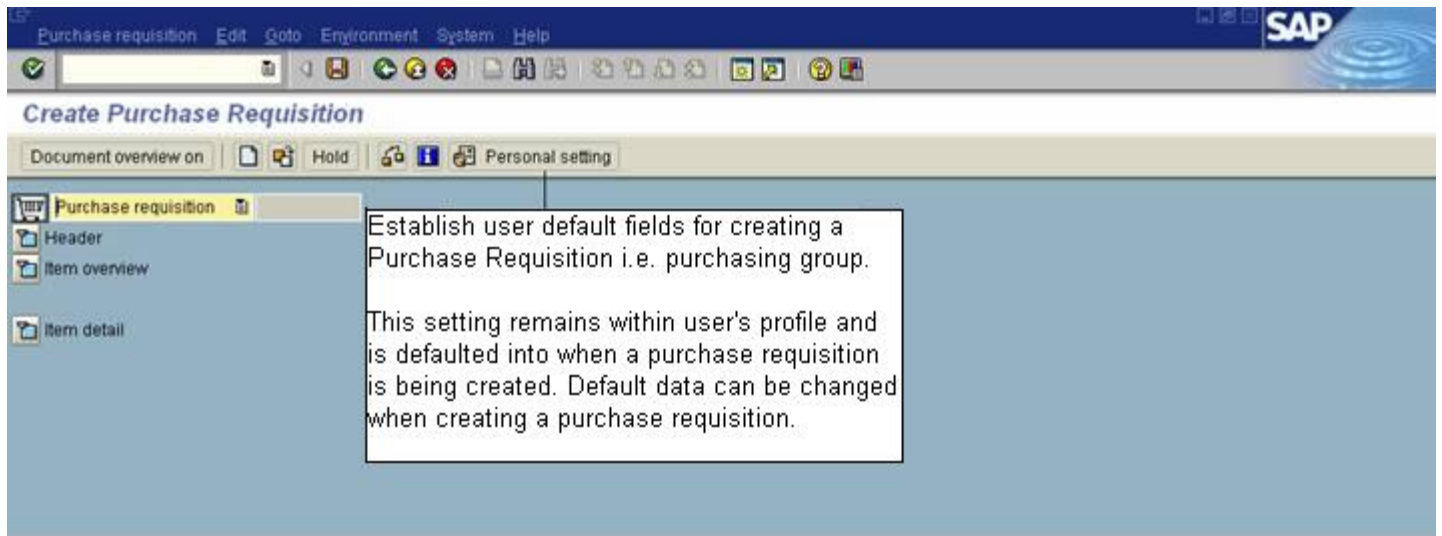 Purchase requisition Edit Goto Environment System Help
SAP
Create Purchase Requisition
Document overview on Hold Personal setting
Purchase requisition
Header
Item overview
Item detail
Establish user default fields for creating a
Purchase Requisition i.e. purchasing group.
This setting remains within user's profile and
is defaulted into when a purchase requisition
is being created. Default data can be changed
when creating a purchase requisition.